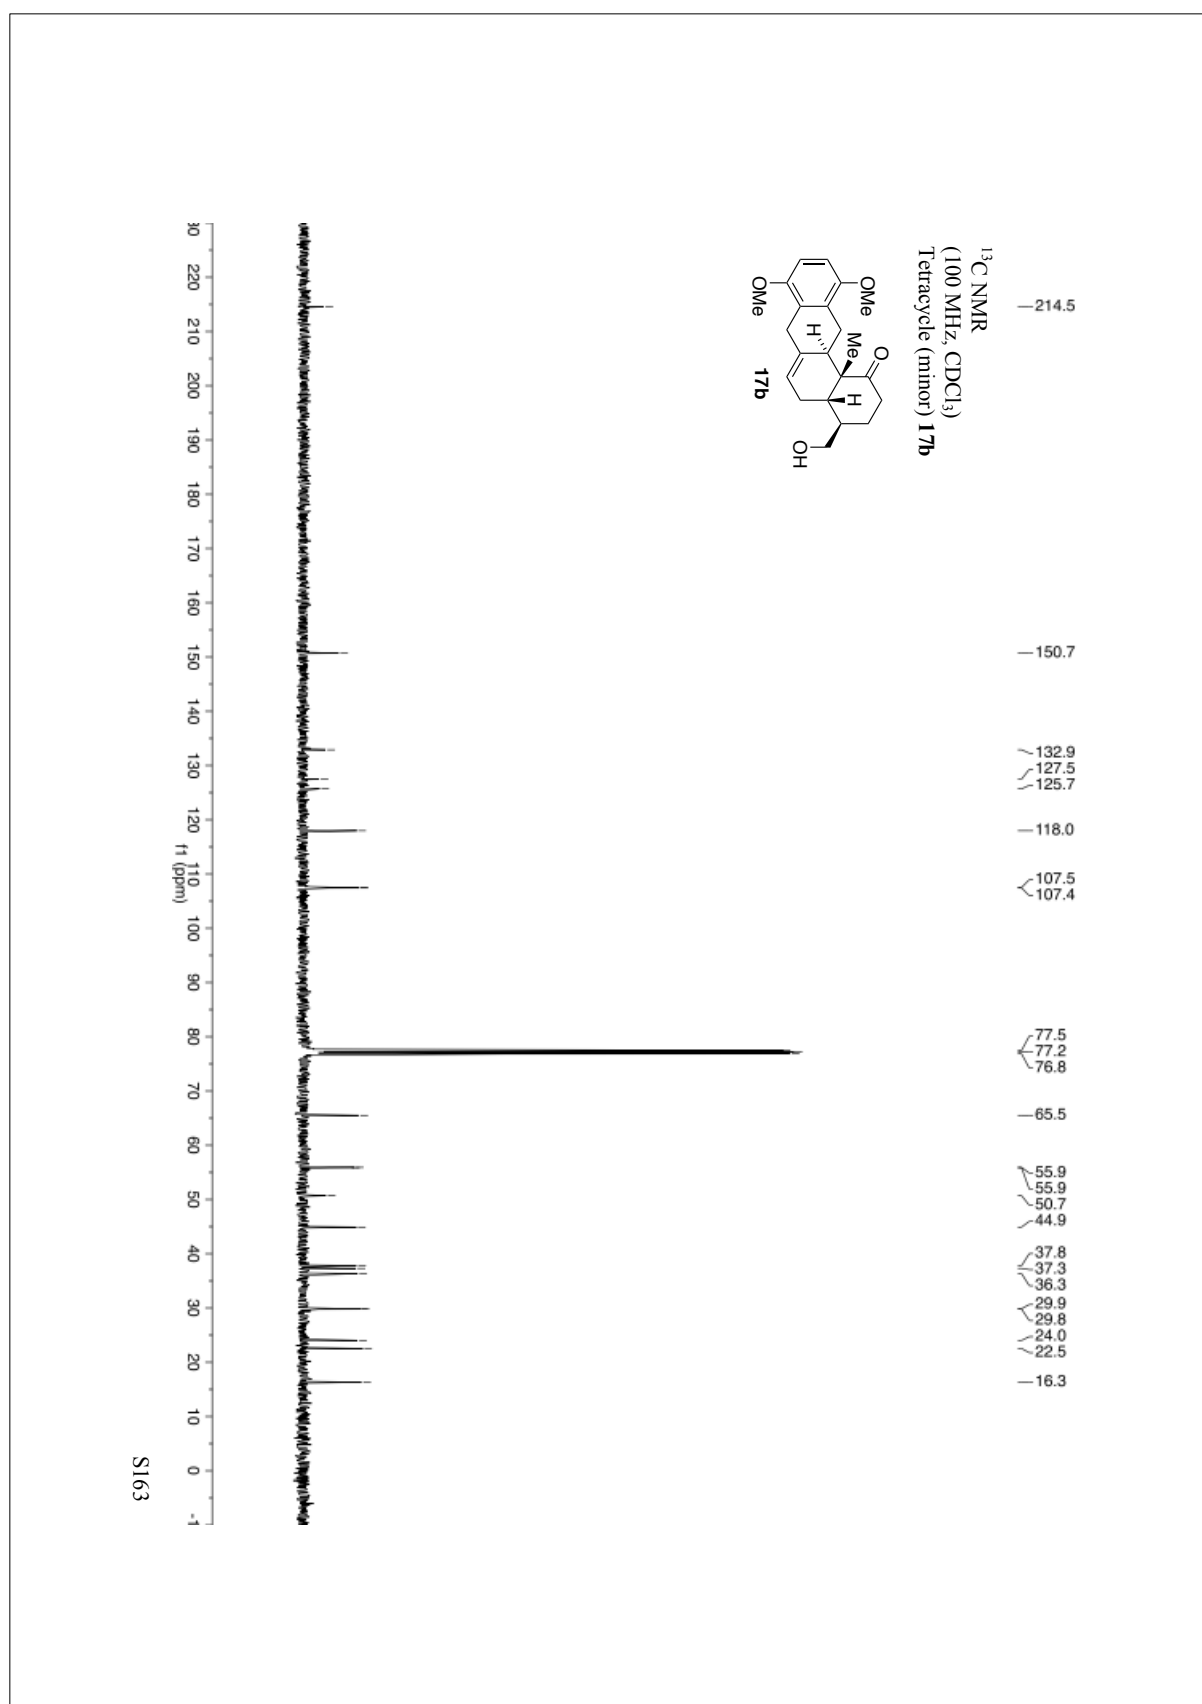 ¹³C NMR
(100 MHz, CDCl₃)
Tetracycle (minor) 17b
OMe
OMe
H
Me
O
H
OH
17b
214.5
150.7
132.9
127.5
125.7
118.0
107.5
107.4
77.5
77.2
76.8
65.5
55.9
55.9
50.7
44.9
37.8
37.3
36.3
29.9
29.8
24.0
22.5
16.3
30 220 210 200 190 180 170 160 150 140 130 120 110 100 90 80 70 60 50 40 30 20 10 0 -1
f1 (ppm)
S163